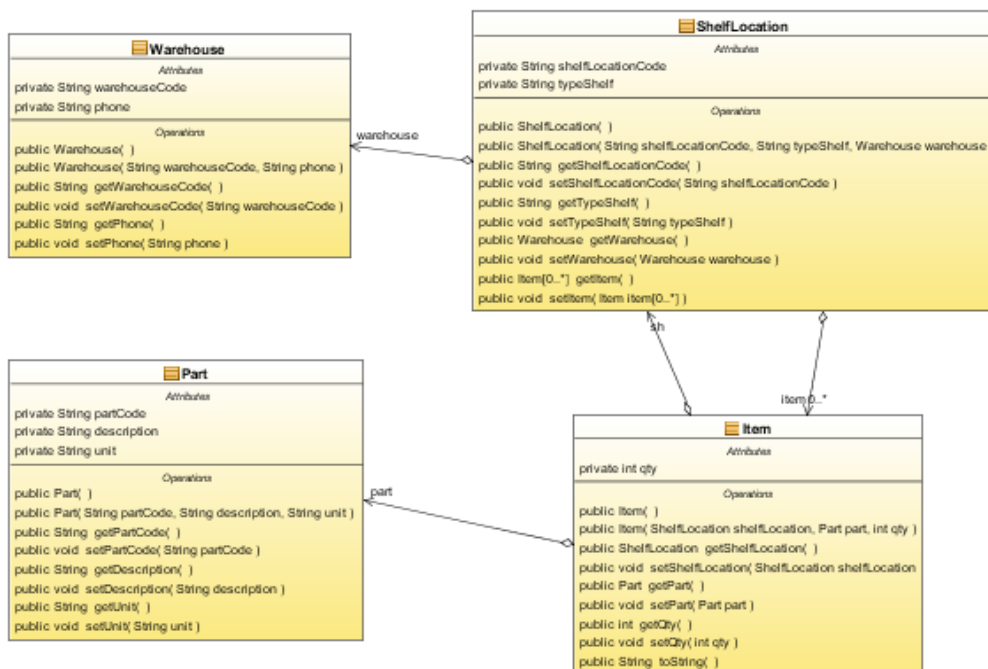 Warehouse
Attributes
private String warehouseCode
private String phone
Operations
public Warehouse( )
public Warehouse( String warehouseCode, String phone )
public String getWarehouseCode( )
public void setWarehouseCode( String warehouseCode )
public String getPhone( )
public void setPhone( String phone )
warehouse
ShelfLocation
Attributes
private String shelfLocationCode
private String typeShelf
Operations
public ShelfLocation( )
public ShelfLocation( String shelfLocationCode, String typeShelf, Warehouse warehouse
public String getShelfLocationCode( )
public void setShelfLocationCode( String shelfLocationCode )
public String getTypeShelf( )
public void setTypeShelf( String typeShelf )
public Warehouse getWarehouse( )
public void setWarehouse( Warehouse warehouse )
public Item[0..*] getItem( )
public void setItem( Item item[0..*] )
sh
item 0..*
Part
Attributes
private String partCode
private String description
private String unit
Operations
public Part( )
public Part( String partCode, String description, String unit )
public String getPartCode( )
public void setPartCode( String partCode )
public String getDescription( )
public void setDescription( String description )
public String getUnit( )
public void setUnit( String unit )
part
Item
Attributes
private int qty
Operations
public Item( )
public Item( ShelfLocation shelfLocation, Part part, int qty )
public ShelfLocation getShelfLocation( )
public void setShelfLocation( ShelfLocation shelfLocation
public Part getPart( )
public void setPart( Part part )
public int getQty( )
public void setQty( int qty )
public String toString( )